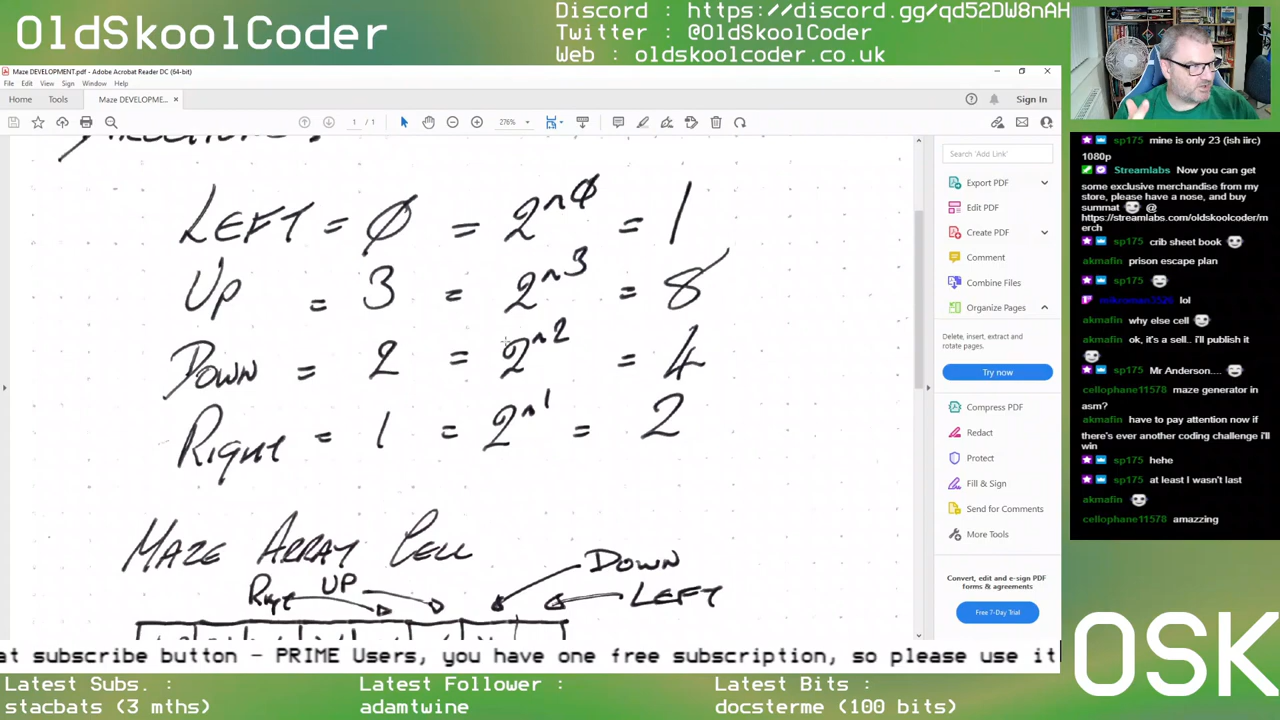 OldSkoolCoder
Discord : https://discord.gg/qd52DW8nAH
Twitter : @OldSkoolCoder
Web : oldskoolcoder.co.uk
Maze DEVELOPMENT.pdf - Adobe Acrobat Reader DC (64-bit)
File Edit View Sign Window Help
Home Tools Maze DEVELOPME... × Sign In
1 / 1 276%
LEFT = 0 = 2^0 = 1
Up = 3 = 2^3 = 8
Down = 2 = 2^2 = 4
Right = 1 = 2^1 = 2
MAZE ARRAY CELL
Right UP DOWN
LEFT
Search 'Add Link'
Export PDF
Edit PDF
Create PDF
Comment
Combine Files
Organize Pages
Delete, insert, extract and
rotate pages.
Try now
Compress PDF
Redact
Protect
Fill & Sign
Send for Comments
More Tools
Convert, edit and e-sign PDF
forms & agreements
Free 7-Day Trial
sp175 mine is only 23 (ish iirc)
1080p
Streamlabs Now you can get
some exclusive merchandise from my
store, please have a nose, and buy
summat @
https://streamlabs.com/oldskoolcoder/m
erch
sp175 crib sheet book
akmafin prison escape plan
sp175
lol
akmafin why else cell
akmafin ok, it's a sell.. i'll publish it
sp175 Mr Anderson....
cellophane11578 maze generator in
asm?
akmafin have to pay attention now if
there's ever another coding challenge i'll
win
sp175 hehe
sp175 at least I wasn't last
akmafin
cellophane11578 amazzing
at subscribe button - PRIME Users, you have one free subscription, so please use it
Latest Subs. :
stacbats (3 mths)
Latest Follower :
adamtwine
Latest Bits :
docsterme (100 bits)
OSK